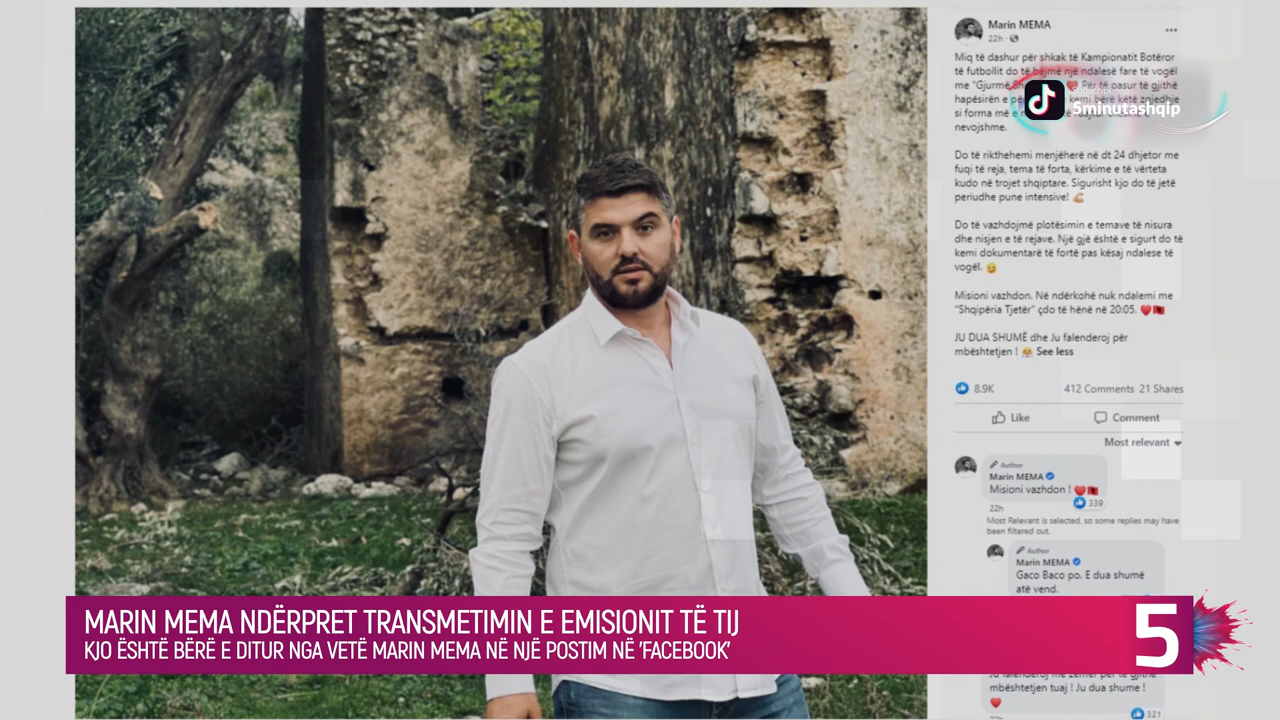 Marin MEMA
22h
Miq të dashur për shkak të Kampionatit Botëror
të futbollit do të bëjmë një ndalesë fare të vogël
me "Gjurmë Sh Për të pasur të gjithë
hapësirën e kemi bërë këtë zgjedhje
si forma më e
nevojshme.
5minutashqip
Do të rikthehemi menjëherë në dt 24 dhjetor me
fuqi të reja, tema të forta, kërkime e të vërteta
kudo në trojet shqiptare. Sigurisht kjo do të jetë
periudhe pune intensive! 💪
Do të vazhdojmë plotësimin e temave të nisura
dhe nisjen e të rejave. Një gjë është e sigurt do të
kemi dokumentarë të fortë pas kësaj ndalese të
vogël. 😉
Misioni vazhdon. Në ndërkohë nuk ndalemi me
"Shqipëria Tjetër" çdo të hënë në 20:05. ❤️🇦🇱
JU DUA SHUMË dhe Ju falenderoj për
mbështetjen ! 🤗 See less
8.9K 412 Comments 21 Shares
Like Comment
Most relevant
Author
Marin MEMA
Misioni vazhdon ! ❤️🇦🇱
339
22h
Most Relevant is selected, so some replies may have
been filtered out.
Author
Marin MEMA
Gaco Baco po. E dua shumë
atë vend.
MARIN MEMA NDËRPRET TRANSMETIMIN E EMISIONIT TË TIJ
KJO ËSHTË BËRË E DITUR NGA VETË MARIN MEMA NË NJË POSTIM NË 'FACEBOOK'
5
mbështetjen tuaj ! Ju dua shume !
❤️
321